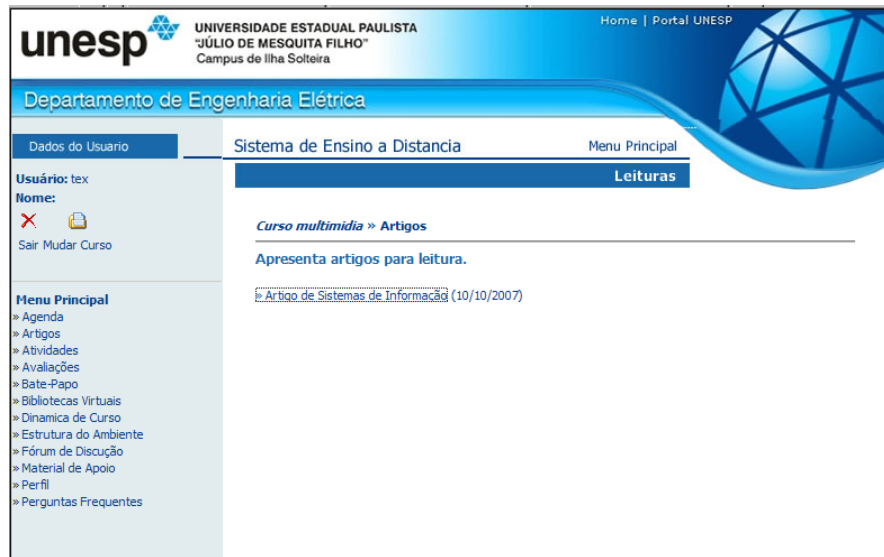 Home | Portal UNESP
unesp
UNIVERSIDADE ESTADUAL PAULISTA
"JÚLIO DE MESQUITA FILHO"
Campus de Ilha Solteira
Departamento de Engenharia Elétrica
Dados do Usuario
Usuário: tex
Nome:
Sair Mudar Curso
Menu Principal
» Agenda
» Artigos
» Atividades
» Avaliações
» Bate-Papo
» Bibliotecas Virtuais
» Dinamica de Curso
» Estrutura do Ambiente
» Fórum de Discução
» Material de Apoio
» Perfil
» Perguntas Frequentes
Sistema de Ensino a Distancia
Menu Principal
Leituras
Curso multimidia » Artigos
Apresenta artigos para leitura.
» Artigo de Sistemas de Informação (10/10/2007)